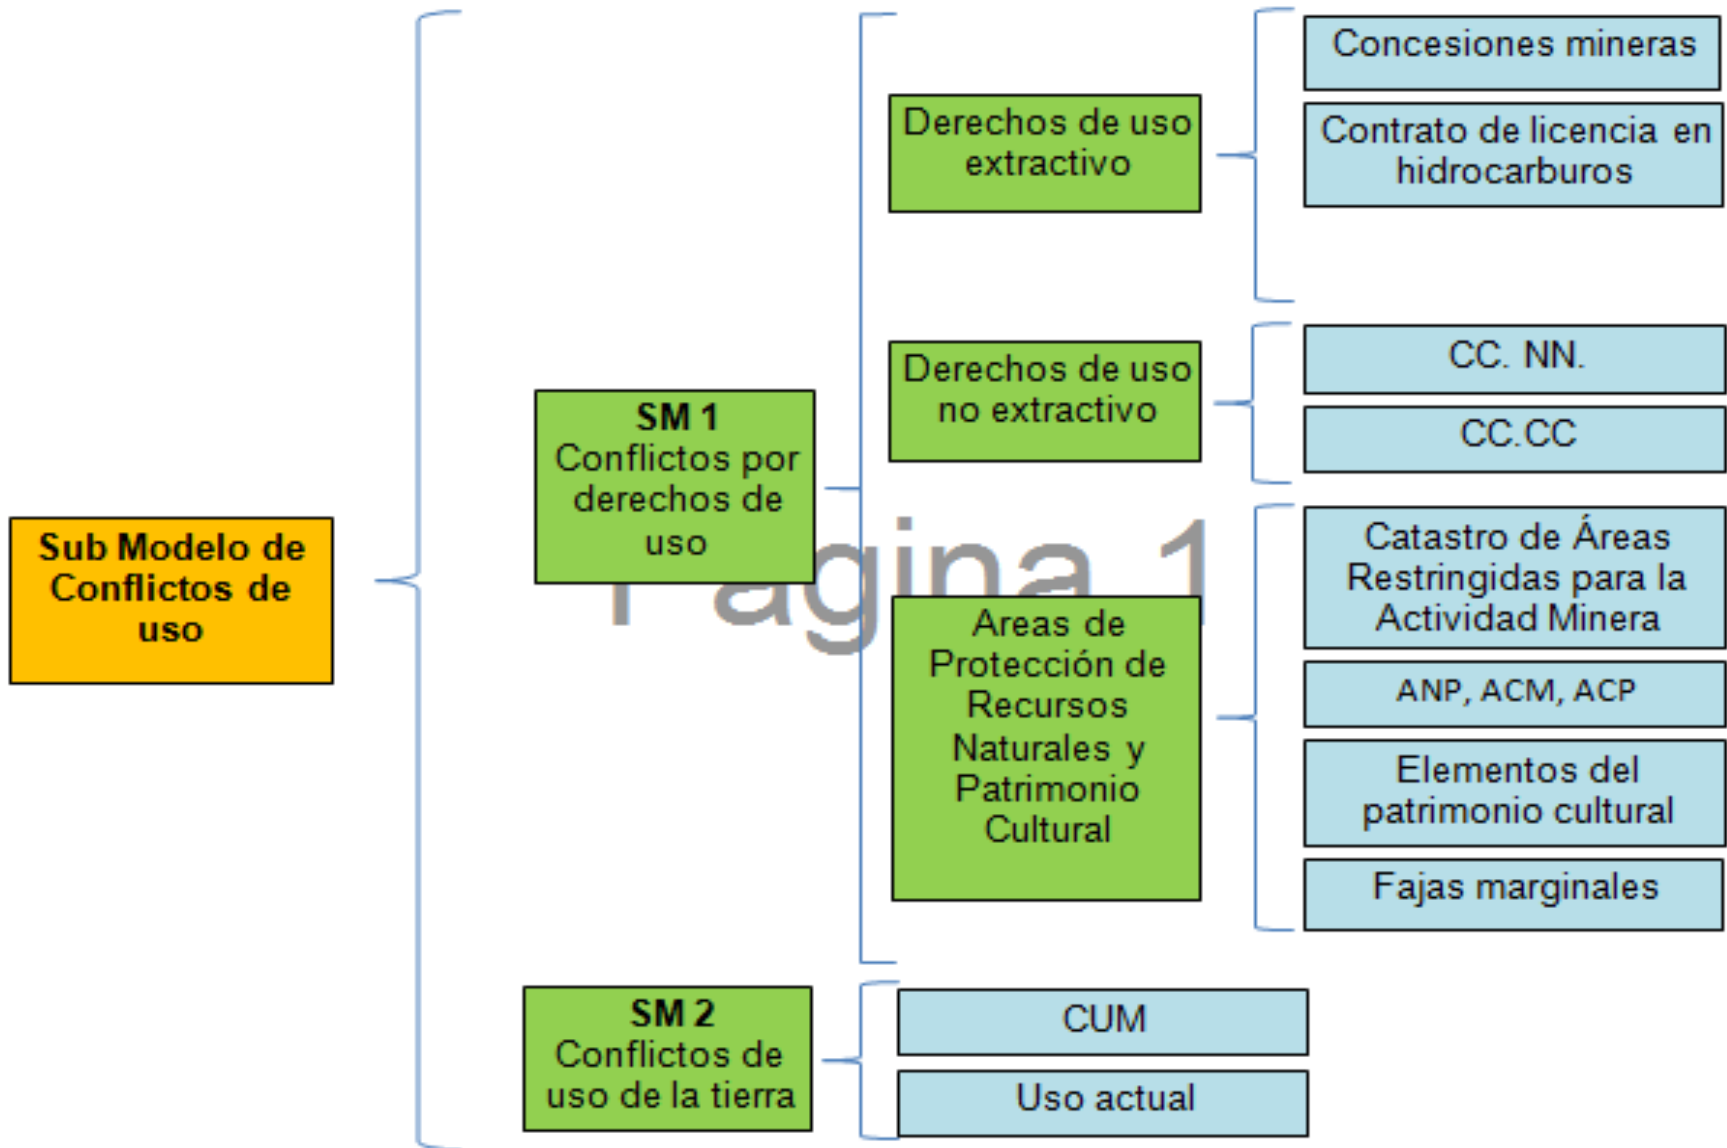 Sub Modelo de
Conflictos de
uso
SM 1
Conflictos por
derechos de
uso
Derechos de uso
extractivo
Concesiones mineras
Contrato de licencia en
hidrocarburos
Derechos de uso
no extractivo
CC. NN.
CC.CC
Areas de
Protección de
Recursos
Naturales y
Patrimonio
Cultural
Catastro de Áreas
Restringidas para la
Actividad Minera
ANP, ACM, ACP
Elementos del
patrimonio cultural
Fajas marginales
SM 2
Conflictos de
uso de la tierra
CUM
Uso actual
Página 1